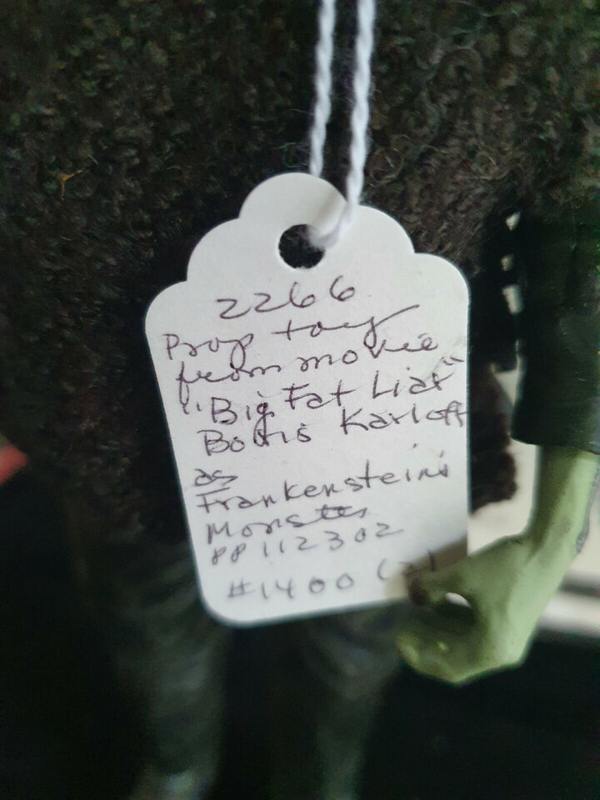 2266
Prop toy
from movie
"Big Fat Liar"
Boris Karloff
as
Frankenstein's
Monster
88112302
#1400